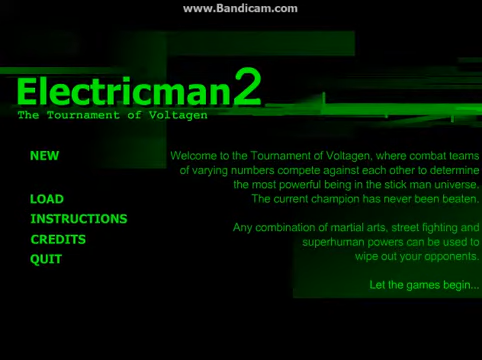 www.Bandicam.com
Electricman2
The Tournament of Voltagen
NEW
LOAD
INSTRUCTIONS
CREDITS
QUIT
Welcome to the Tournament of Voltagen, where combat teams
of varying numbers compete against each other to determine
the most powerful being in the stick man universe.
The current champion has never been beaten.
Any combination of martial arts, street fighting and
superhuman powers can be used to
wipe out your opponents.
Let the games begin...